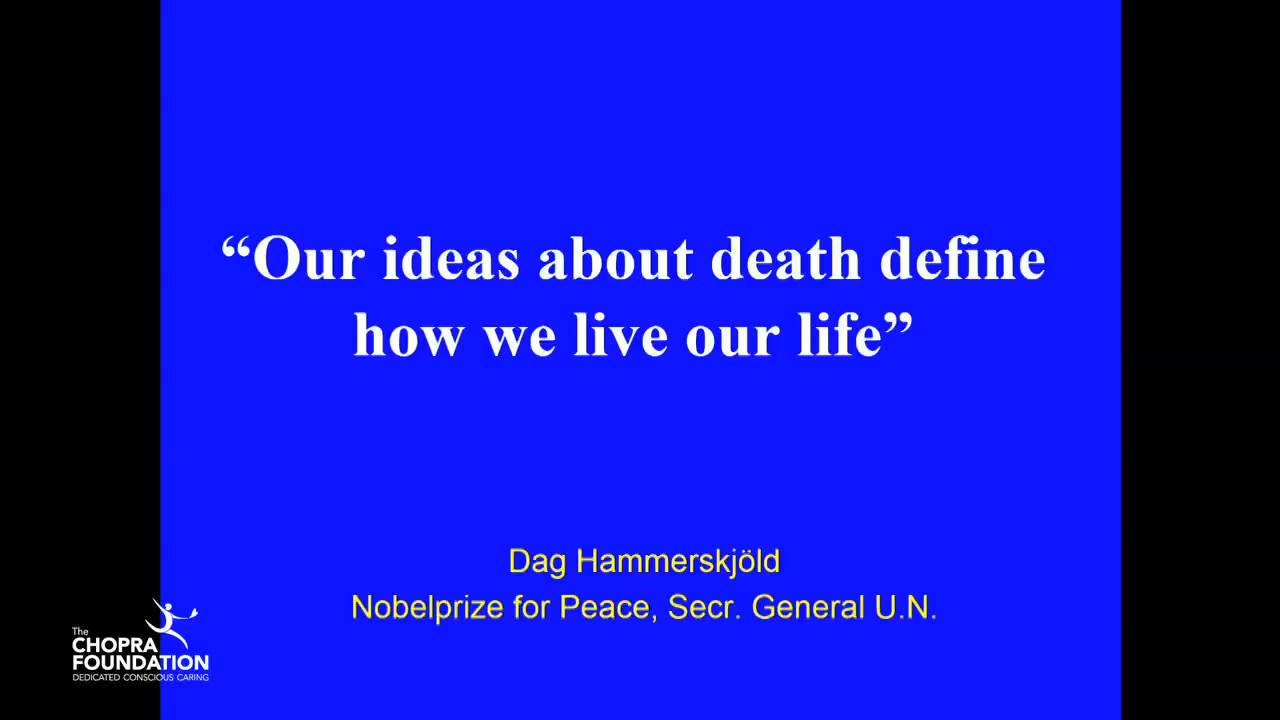 “Our ideas about death define
how we live our life”
Dag Hammerskjöld
Nobelprize for Peace, Secr. General U.N.
The
CHOPRA
FOUNDATION
DEDICATED CONSCIOUS CARING